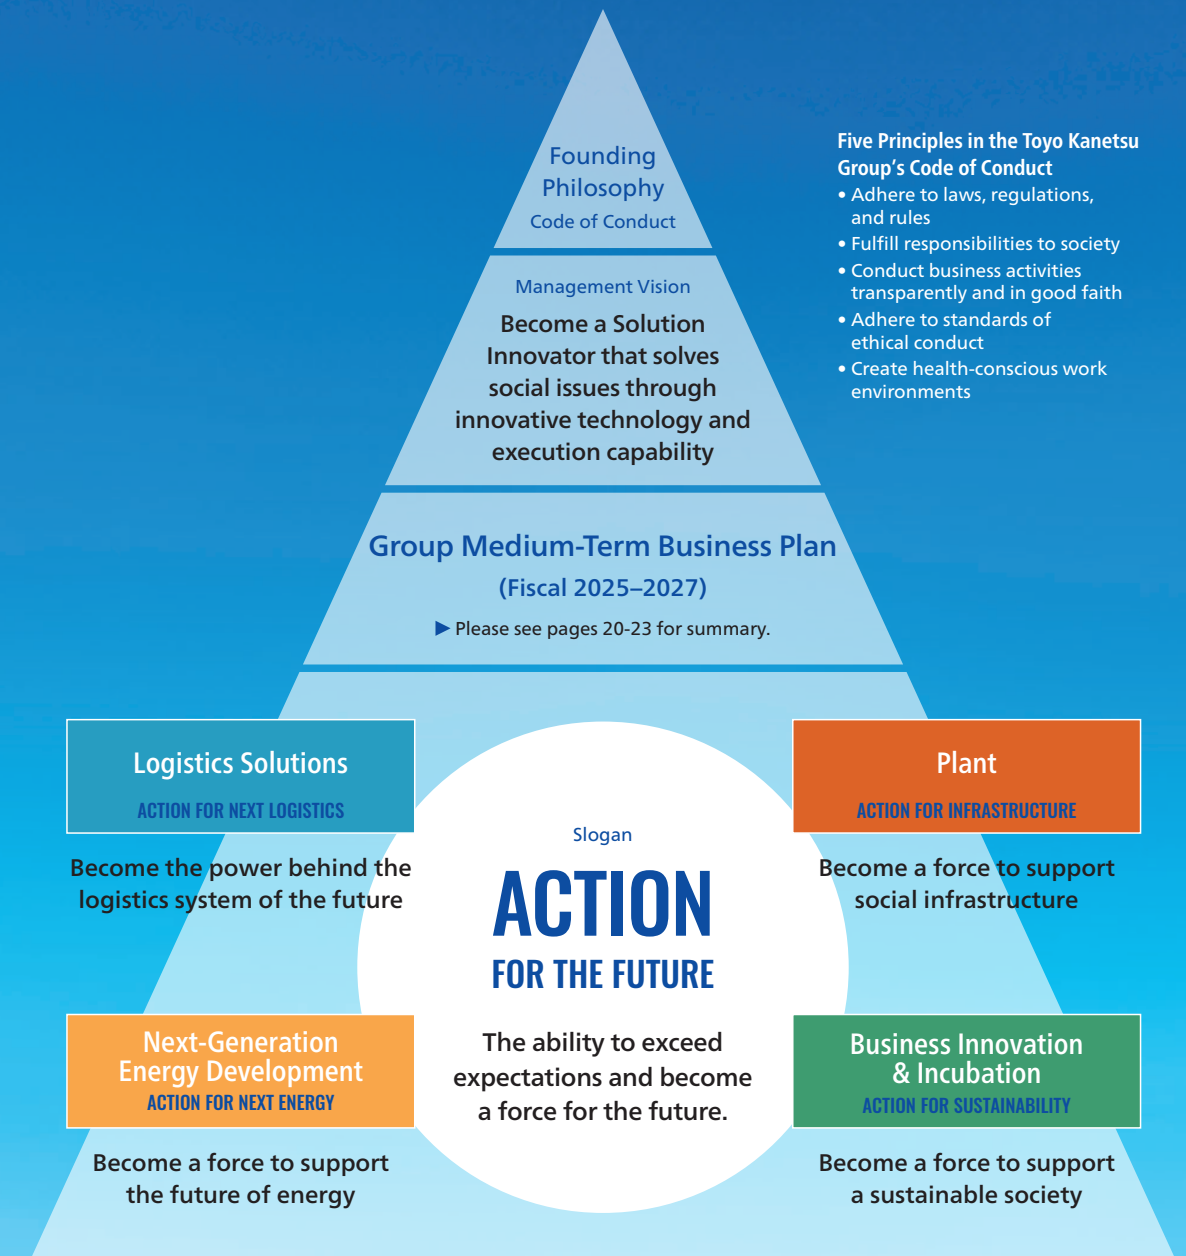 Founding
Philosophy
Code of Conduct
Five Principles in the Toyo Kanetsu
Group's Code of Conduct
• Adhere to laws, regulations,
and rules
• Fulfill responsibilities to society
• Conduct business activities
transparently and in good faith
• Adhere to standards of
ethical conduct
• Create health-conscious work
environments
Management Vision
Become a Solution
Innovator that solves
social issues through
innovative technology and
execution capability
Group Medium-Term Business Plan
(Fiscal 2025–2027)
▶ Please see pages 20-23 for summary.
Logistics Solutions
ACTION FOR NEXT LOGISTICS
Become the power behind the
logistics system of the future
Plant
ACTION FOR INFRASTRUCTURE
Become a force to support
social infrastructure
Slogan
ACTION
FOR THE FUTURE
The ability to exceed
expectations and become
a force for the future.
Next-Generation
Energy Development
ACTION FOR NEXT ENERGY
Become a force to support
the future of energy
Business Innovation
& Incubation
ACTION FOR SUSTAINABILITY
Become a force to support
a sustainable society